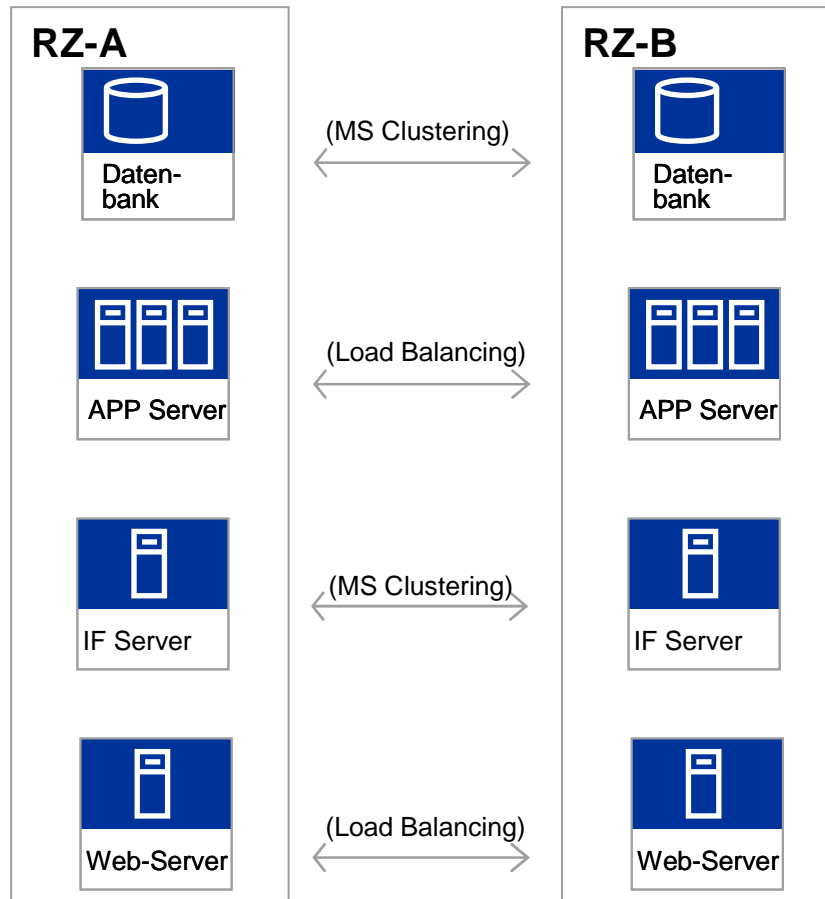 RZ-A
RZ-B
(MS Clustering)
Daten-
bank
Daten-
bank
(Load Balancing)
APP Server
APP Server
(MS Clustering)
IF Server
IF Server
(Load Balancing)
Web-Server
Web-Server